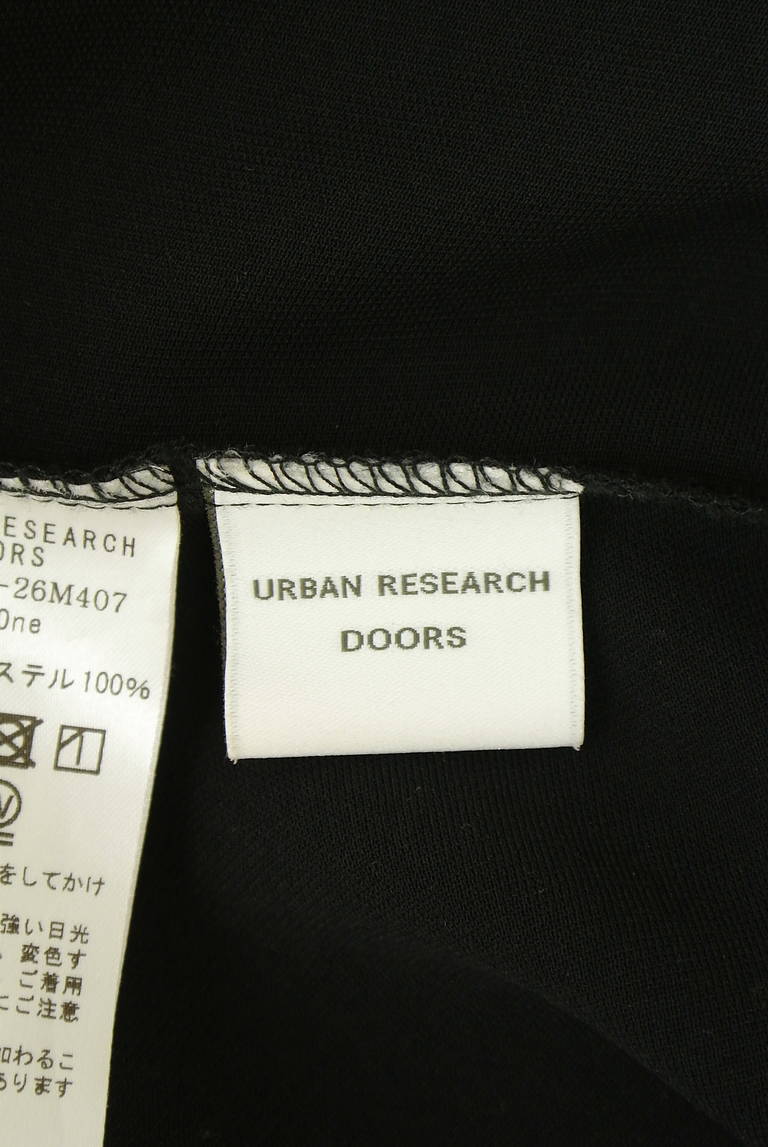 ESEARCH
ORS
-26M407
One
ステル100%
をしてかけ
強い日光
、変色す
ご着用
にご注意
加わるこ
あります
URBAN RESEARCH
DOORS